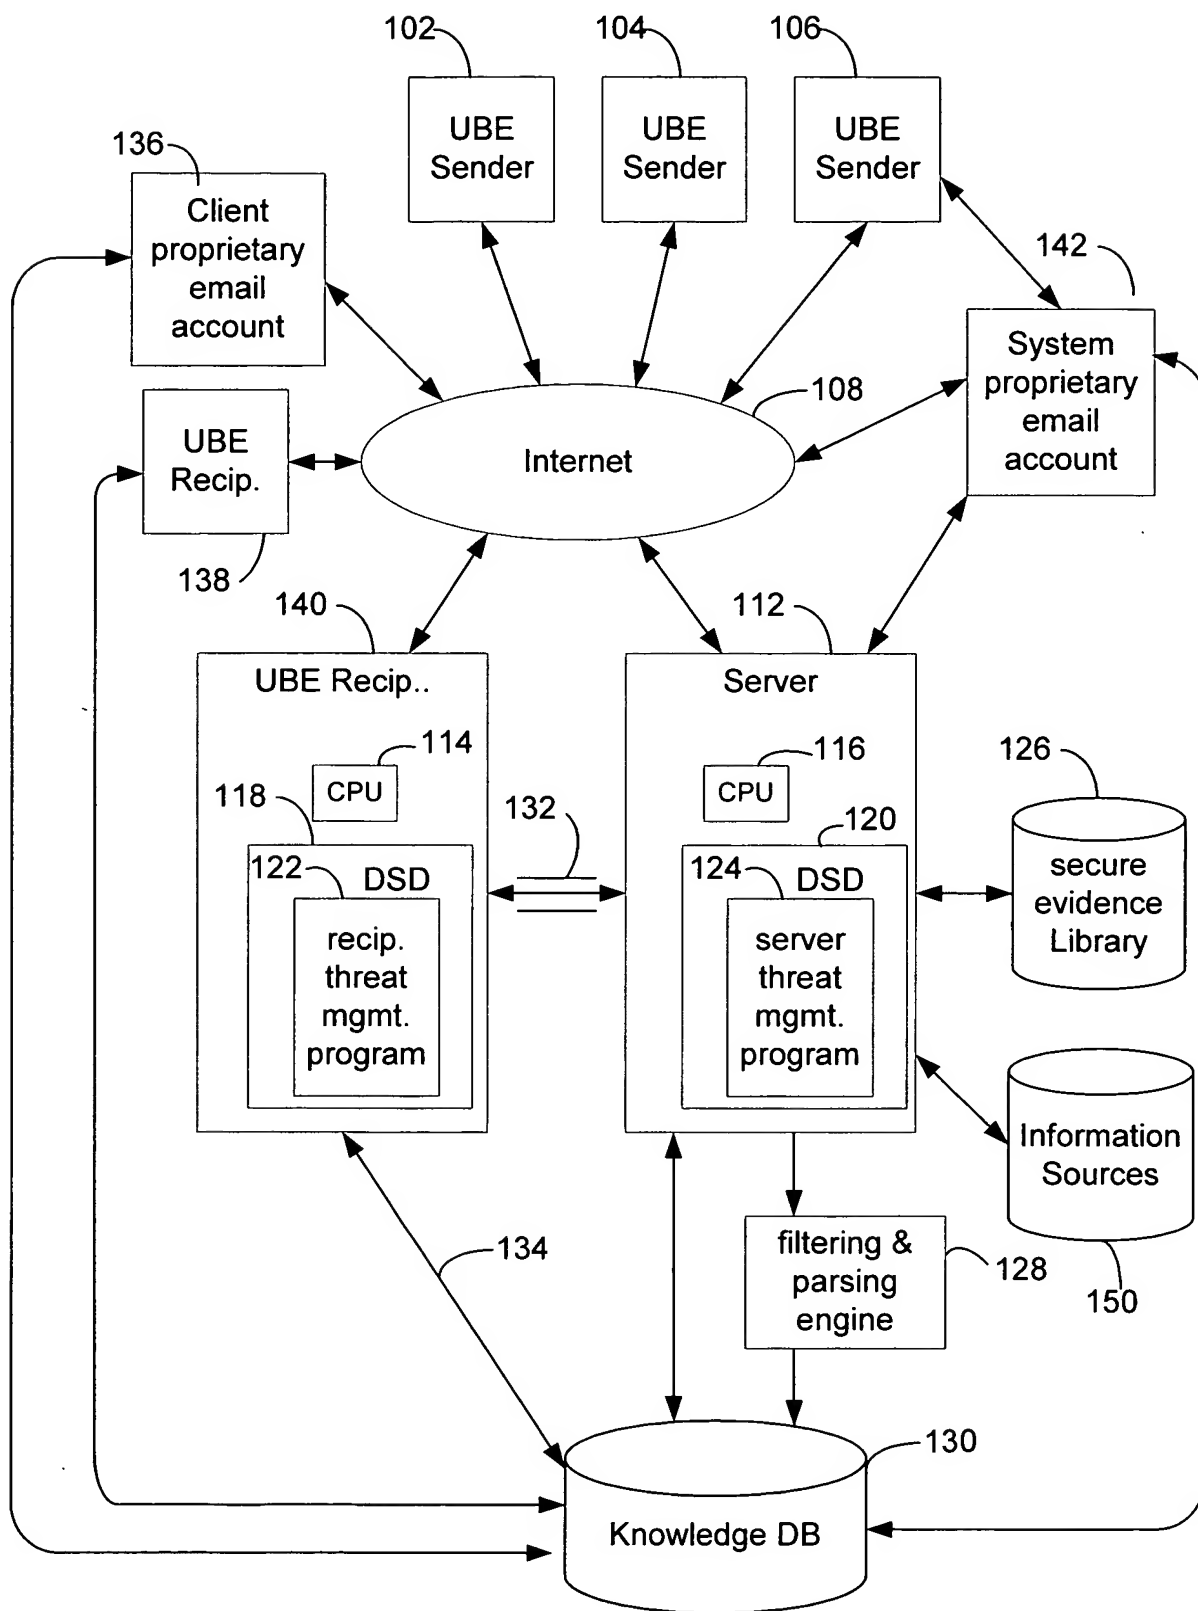 102
104
106
UBE
Sender
UBE
Sender
UBE
Sender
136
Client
proprietary
email
account
142
System
proprietary
email
account
108
Internet
UBE
Recip.
138
140
UBE Recip..
112
Server
114
CPU
116
CPU
118
DSD
122
recip.
threat
mgmt.
program
132
120
DSD
124
server
threat
mgmt.
program
126
secure
evidence
Library
Information
Sources
150
134
filtering &
parsing
engine
128
130
Knowledge DB